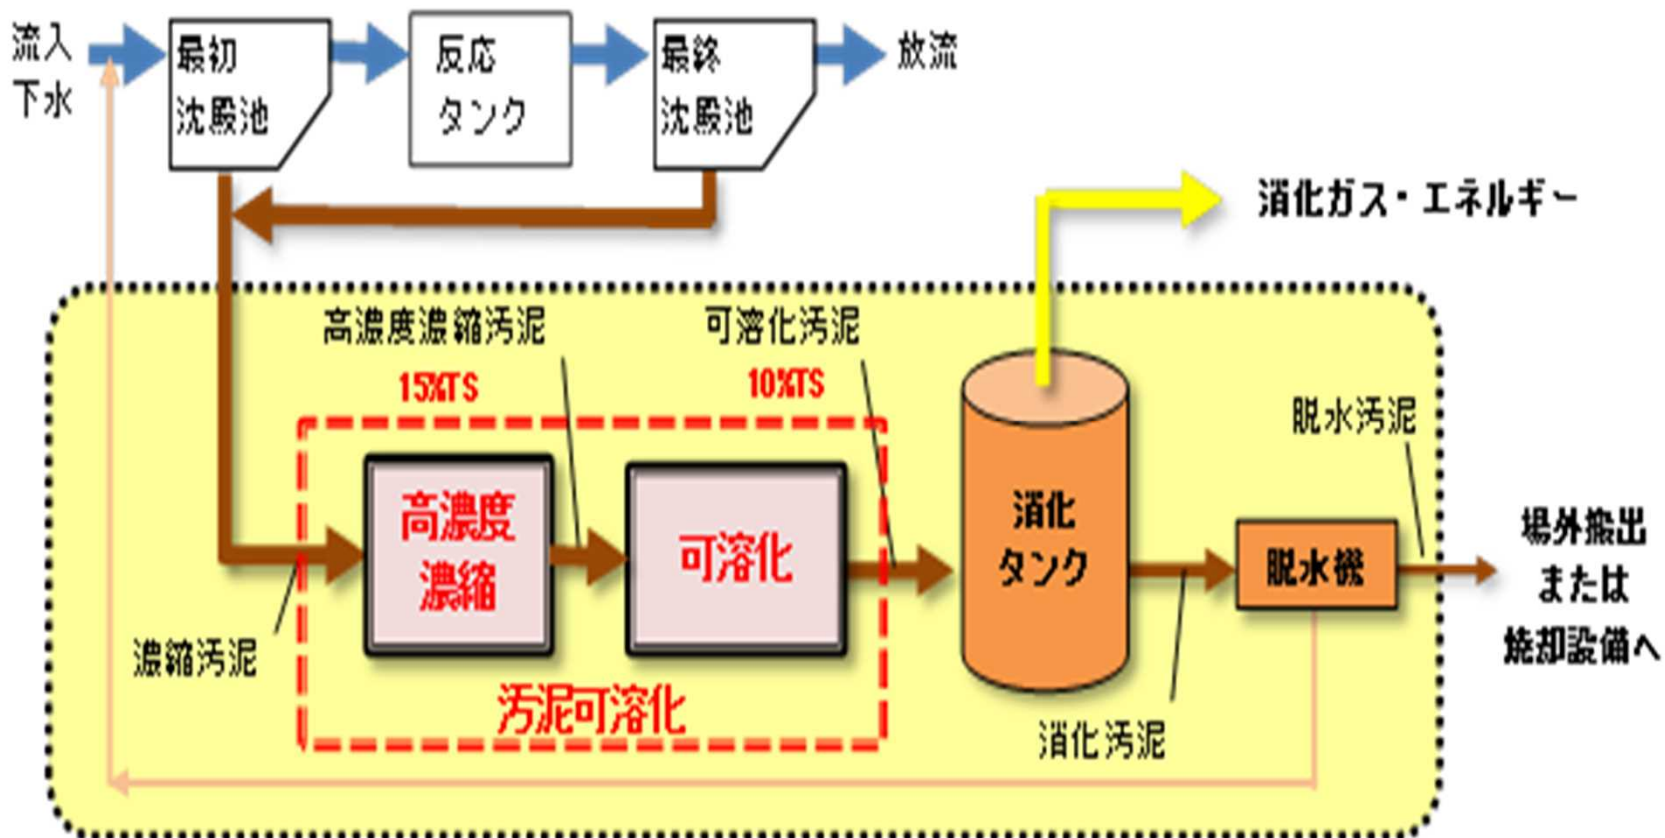 流入
下水
最初
沈殿池
反応
タンク
最終
沈殿池
放流
消化ガス・エネルギー
高濃度濃縮汚泥
可溶化汚泥
15%TS
10%TS
脱水汚泥
高濃度
濃縮
可溶化
消化
タンク
脱水機
場外搬出
または
焼却設備へ
濃縮汚泥
汚泥可溶化
消化汚泥